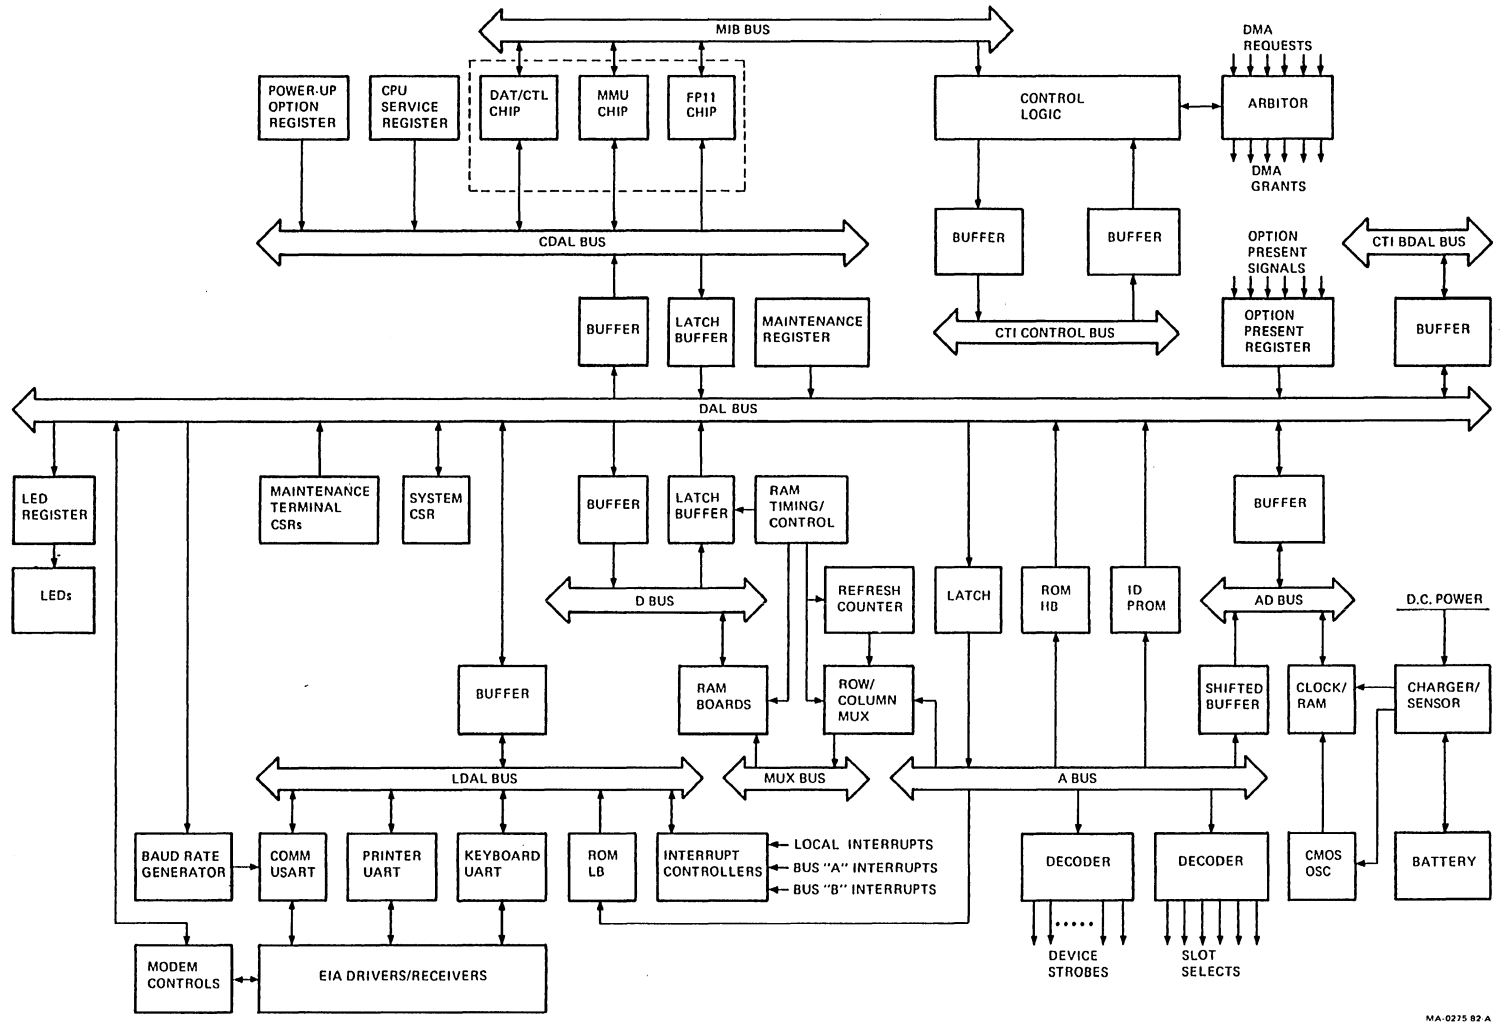 MIB BUS
DMA
REQUESTS
POWER-UP
OPTION
REGISTER
CPU
SERVICE
REGISTER
DAT/CTL
CHIP
MMU
CHIP
FP11
CHIP
CONTROL
LOGIC
ARBITOR
DMA
GRANTS
CDAL BUS
BUFFER
BUFFER
OPTION
PRESENT
SIGNALS
CTI BDAL BUS
BUFFER
LATCH
BUFFER
MAINTENANCE
REGISTER
CTI CONTROL BUS
OPTION
PRESENT
REGISTER
BUFFER
DAL BUS
LED
REGISTER
MAINTENANCE
TERMINAL
CSRs
SYSTEM
CSR
BUFFER
LATCH
BUFFER
RAM
TIMING/
CONTROL
BUFFER
LEDs
D BUS
REFRESH
COUNTER
LATCH
ROM
HB
ID
PROM
AD BUS
D.C. POWER
BUFFER
RAM
BOARDS
ROW/
COLUMN
MUX
SHIFTED
BUFFER
CLOCK/
RAM
CHARGER/
SENSOR
LDAL BUS
MUX BUS
A BUS
BAUD RATE
GENERATOR
COMM
USART
PRINTER
UART
KEYBOARD
UART
ROM
LB
INTERRUPT
CONTROLLERS
LOCAL INTERRUPTS
BUS "A" INTERRUPTS
BUS "B" INTERRUPTS
DECODER
DECODER
CMOS
OSC
BATTERY
MODEM
CONTROLS
EIA DRIVERS/RECEIVERS
DEVICE
STROBES
SLOT
SELECTS
MA-0275 82-A